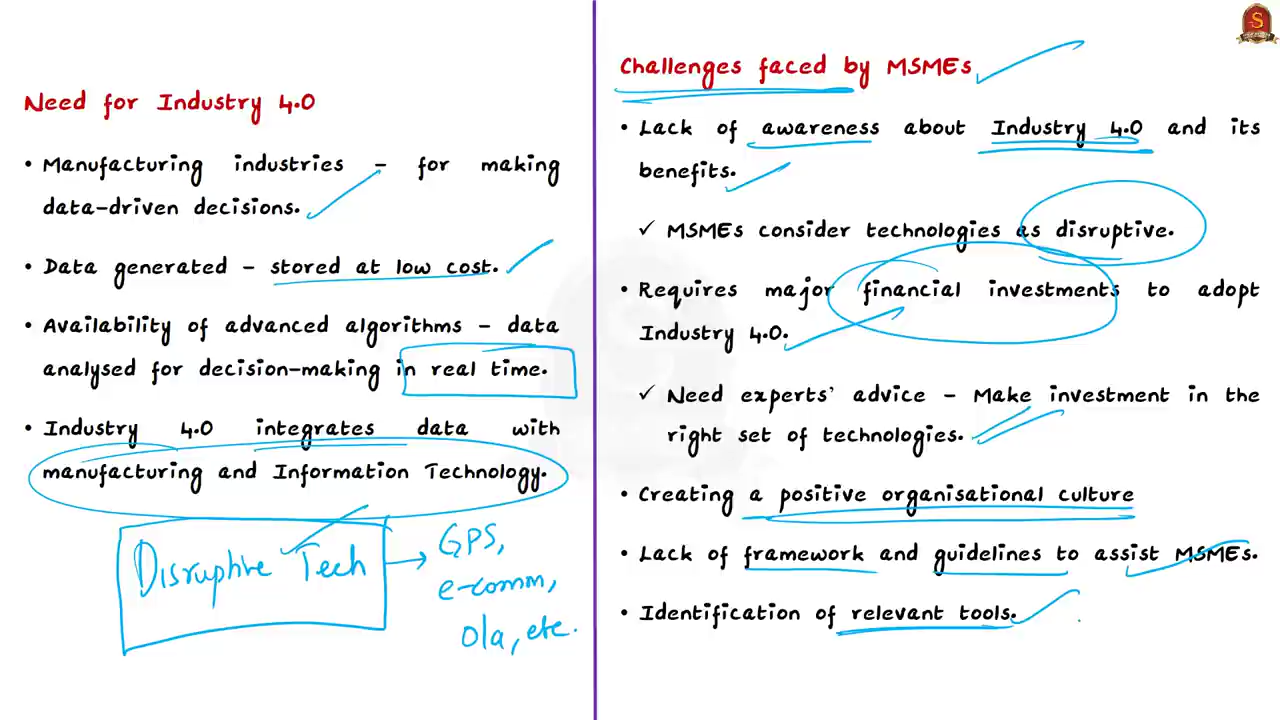 Need for Industry 4.0
• Manufacturing industries – for making
data-driven decisions.
• Data generated – stored at low cost.
• Availability of advanced algorithms – data
analysed for decision-making in real time.
• Industry 4.0 integrates data with
manufacturing and Information Technology.
Disruptive Tech
GPS,
e-comm,
Ola, etc.
Challenges faced by MSMEs
• Lack of awareness about Industry 4.0 and its
benefits.
✓ MSMEs consider technologies as disruptive.
• Requires major financial investments to adopt
Industry 4.0.
✓ Need experts' advice – Make investment in the
right set of technologies.
• Creating a positive organisational culture
• Lack of framework and guidelines to assist MSMEs.
• Identification of relevant tools.
S